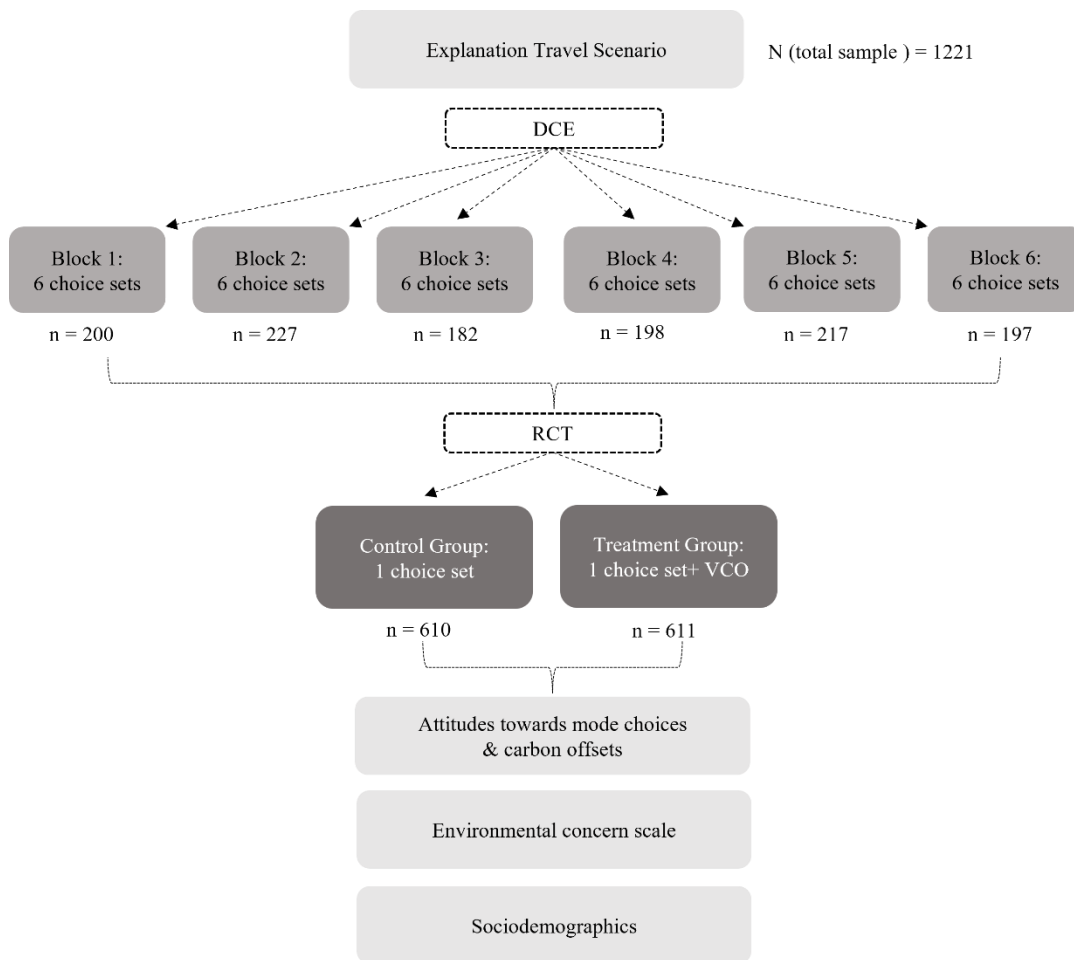 Explanation Travel Scenario
N (total sample ) = 1221
DCE
Block 1:
6 choice sets
Block 2:
6 choice sets
Block 3:
6 choice sets
Block 4:
6 choice sets
Block 5:
6 choice sets
Block 6:
6 choice sets
n = 200
n = 227
n = 182
n = 198
n = 217
n = 197
RCT
Control Group:
1 choice set
Treatment Group:
1 choice set+ VCO
n = 610
n = 611
Attitudes towards mode choices
& carbon offsets
Environmental concern scale
Sociodemographics